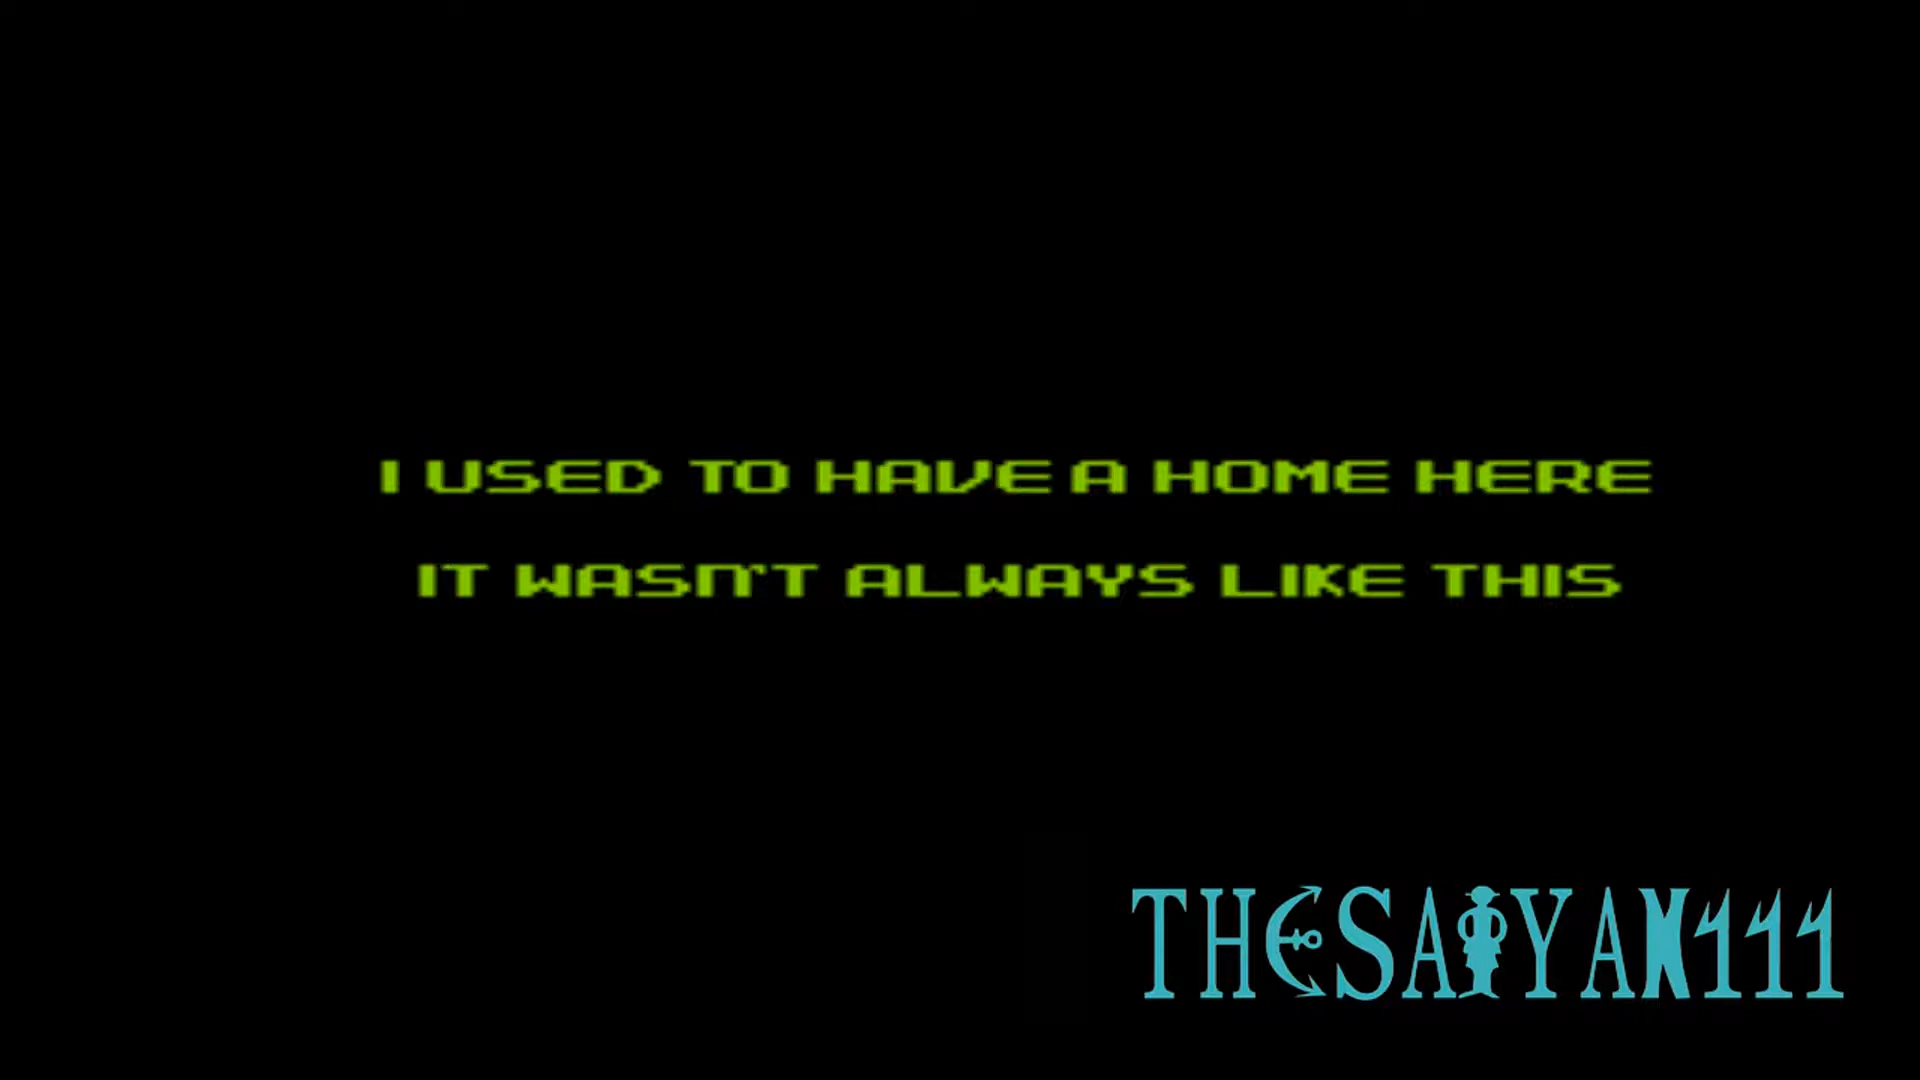 I USED TO HAVE A HOME HERE
IT WASN'T ALWAYS LIKE THIS
THESAIYAN111